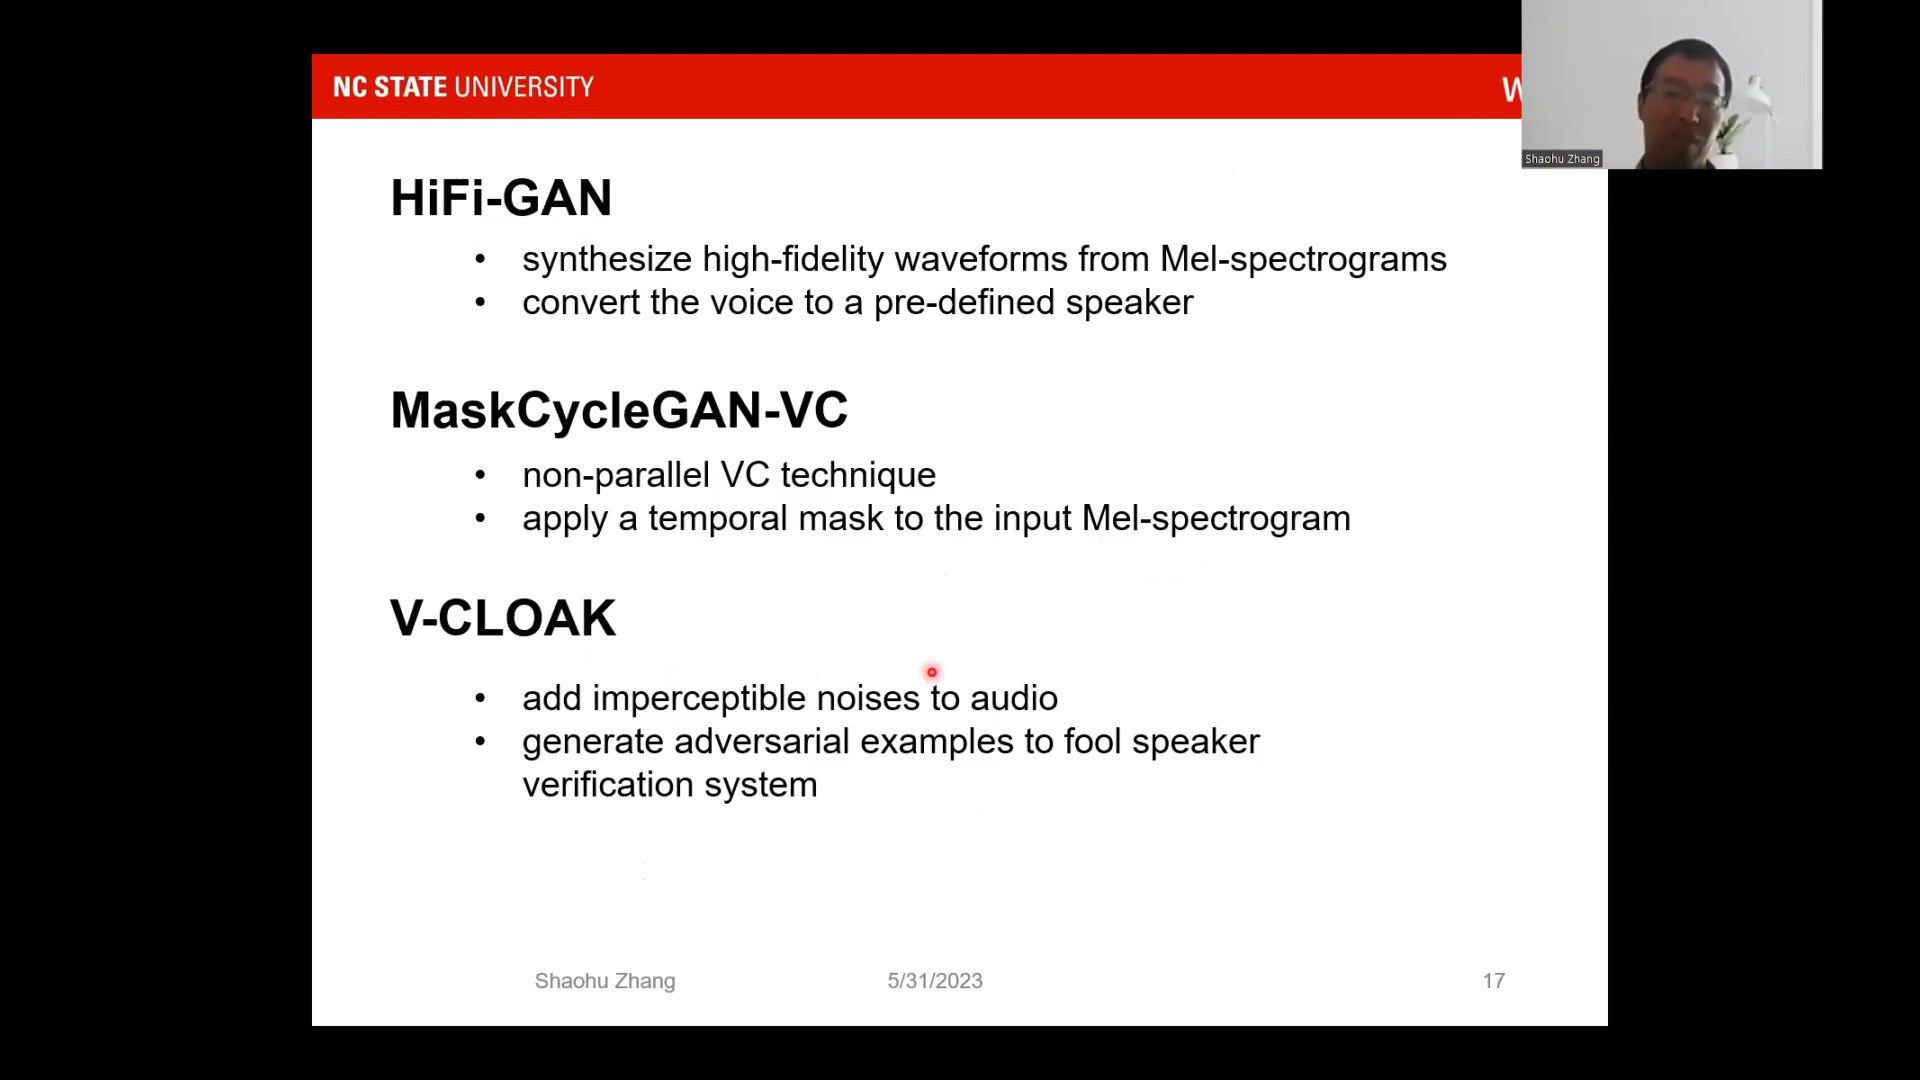 NC STATE UNIVERSITY
W
Shaohu Zhang
HiFi-GAN
• synthesize high-fidelity waveforms from Mel-spectrograms
• convert the voice to a pre-defined speaker
MaskCycleGAN-VC
• non-parallel VC technique
• apply a temporal mask to the input Mel-spectrogram
V-CLOAK
• add imperceptible noises to audio
• generate adversarial examples to fool speaker
verification system
Shaohu Zhang 5/31/2023 17